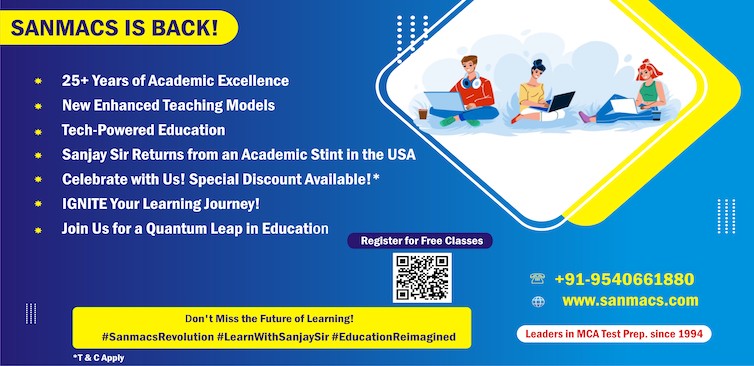 SANMACS IS BACK!
25+ Years of Academic Excellence
New Enhanced Teaching Models
Tech-Powered Education
Sanjay Sir Returns from an Academic Stint in the USA
Celebrate with Us! Special Discount Available!*
IGNITE Your Learning Journey!
Join Us for a Quantum Leap in Education
Register for Free Classes
+91-9540661880
www.sanmacs.com
Don't Miss the Future of Learning!
#SanmacsRevolution #LearnWithSanjaySir #EducationReimagined
Leaders in MCA Test Prep. since 1994
*T & C Apply